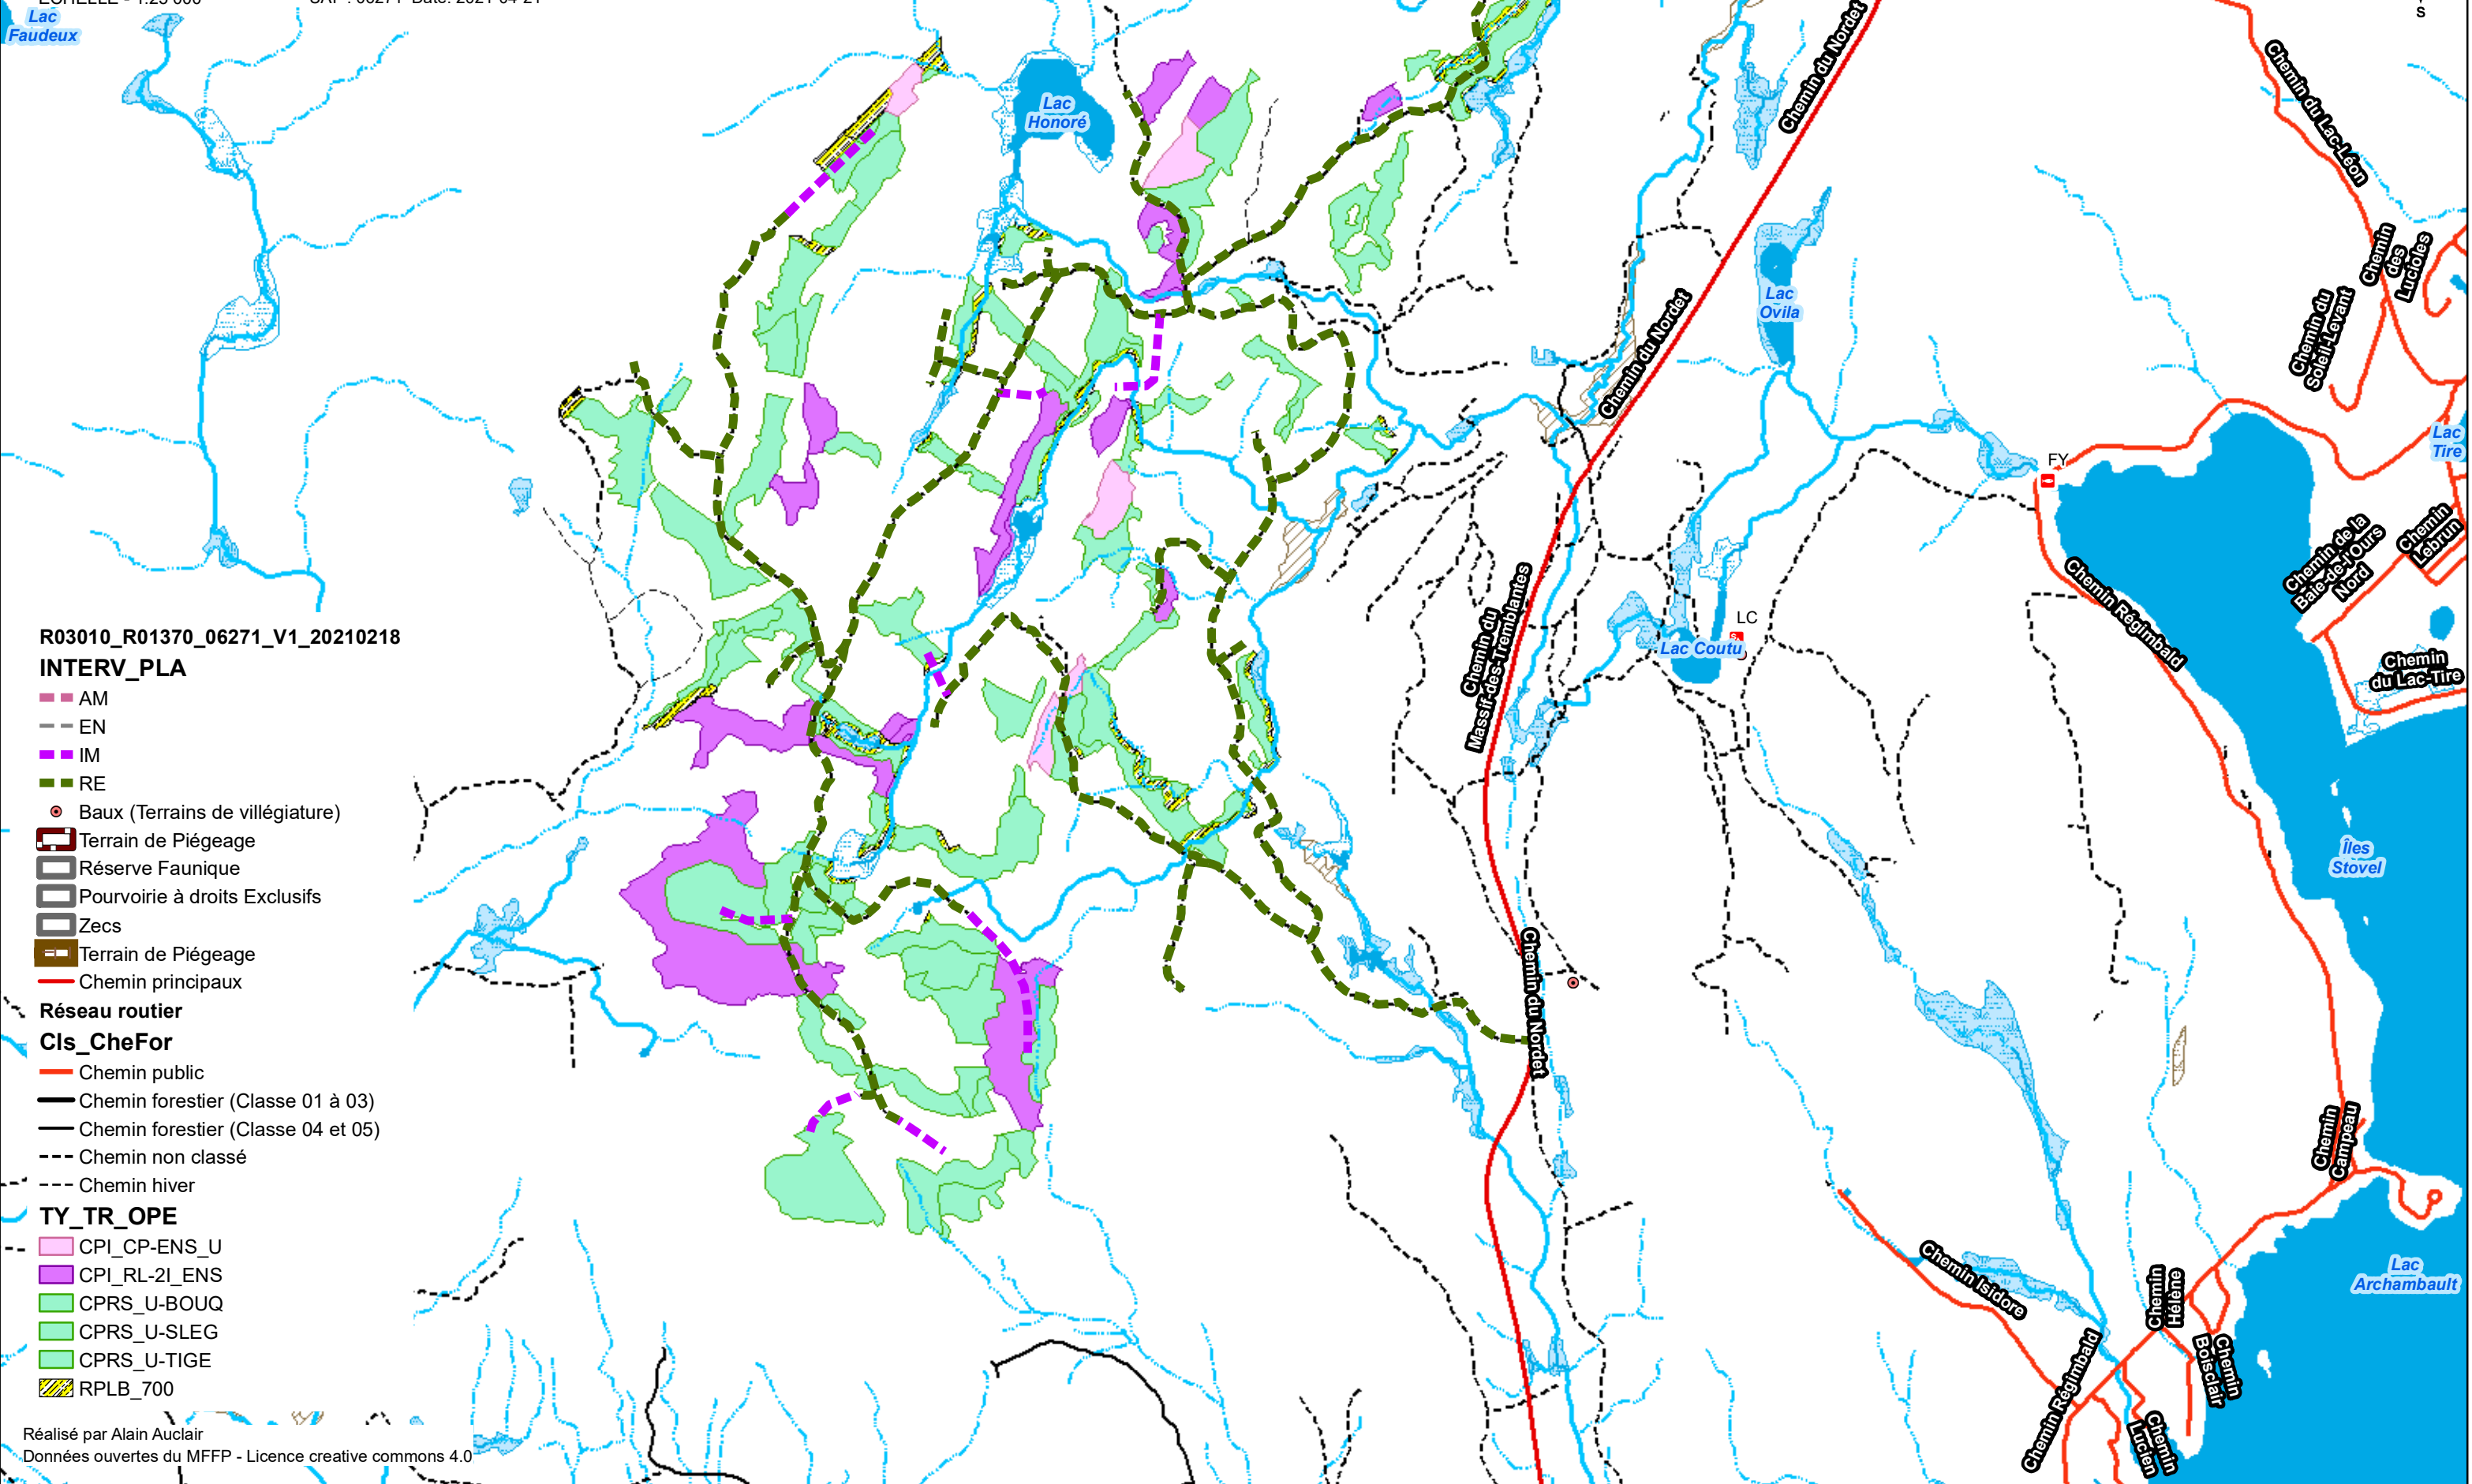 ÉCHELLE - 1:25 000
S
Lac
Faudeux
Lac
Honoré
Chemin du Nordet
Chemin du Lac-Léon
Chemin
des
Lucioles
Chemin du
Soleil-Levant
Lac
Ovila
Chemin du Nordet
Lac
Tire
FY
Chemin
Lebrun
Chemin de la
Baie-de-l'Ours
Nord
Chemin Régimbald
Chemin du
Massif-des-Tremblantes
LC
Lac Coutu
Chemin
du Lac-Tire
Îles
Stovel
Chemin du Nordet
Chemin
Campeau
Lac
Archambault
Chemin Isidore
Chemin
Hélène
Chemin Régimbald
Chemin
Boisclair
Chemin
Lucien
R03010_R01370_06271_V1_20210218
INTERV_PLA
AM
EN
IM
RE
Baux (Terrains de villégiature)
Terrain de Piégeage
Réserve Faunique
Pourvoirie à droits Exclusifs
Zecs
Terrain de Piégeage
Chemin principaux
Réseau routier
Cls_CheFor
Chemin public
Chemin forestier (Classe 01 à 03)
Chemin forestier (Classe 04 et 05)
Chemin non classé
Chemin hiver
TY_TR_OPE
CPI_CP-ENS_U
CPI_RL-2I_ENS
CPRS_U-BOUQ
CPRS_U-SLEG
CPRS_U-TIGE
RPLB_700
Réalisé par Alain Auclair
Données ouvertes du MFFP - Licence creative commons 4.0